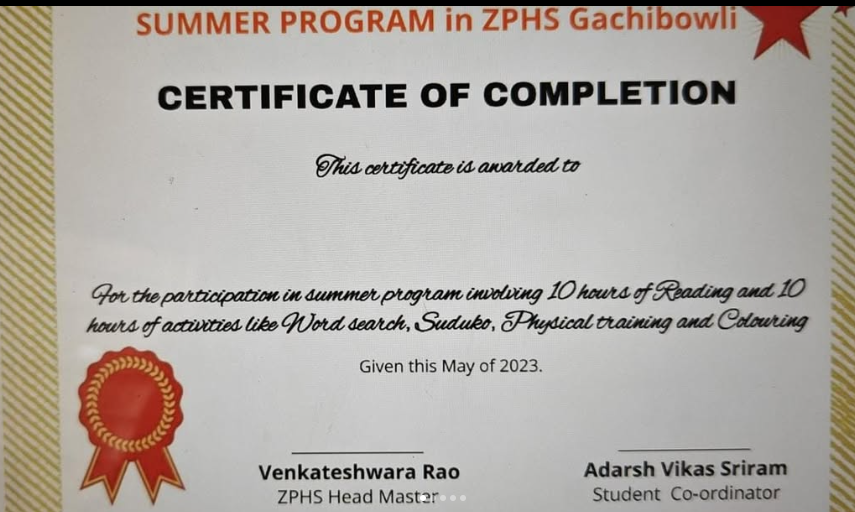 SUMMER PROGRAM in ZPHS Gachibowli
CERTIFICATE OF COMPLETION
This certificate is awarded to
For the participation in summer program involving 10 hours of Reading and 10
hours of activities like Word search, Suduko, Physical training and Colouring
Given this May of 2023.
Venkateshwara Rao
ZPHS Head Master
Adarsh Vikas Sriram
Student Co-ordinator